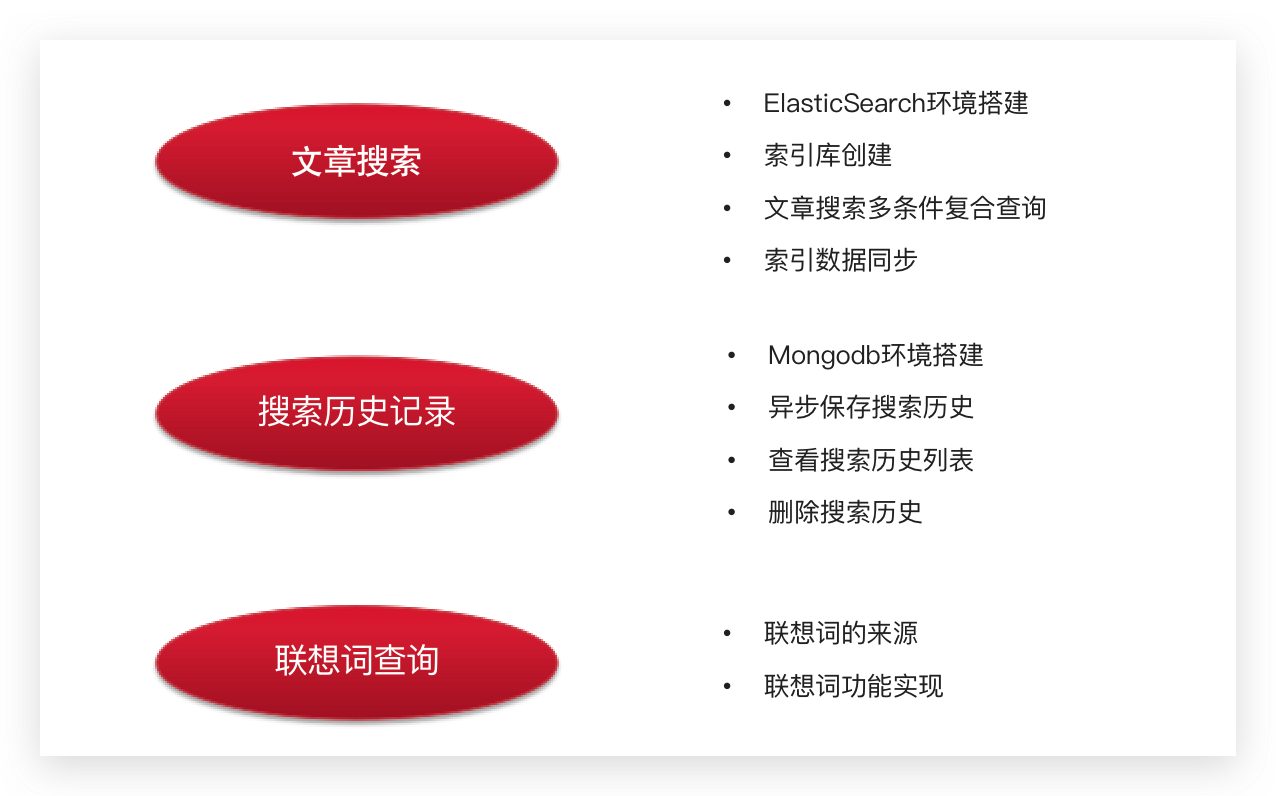 文章搜索
• ElasticSearch环境搭建
• 索引库创建
• 文章搜索多条件复合查询
• 索引数据同步
搜索历史记录
• Mongodb环境搭建
• 异步保存搜索历史
• 查看搜索历史列表
• 删除搜索历史
联想词查询
• 联想词的来源
• 联想词功能实现